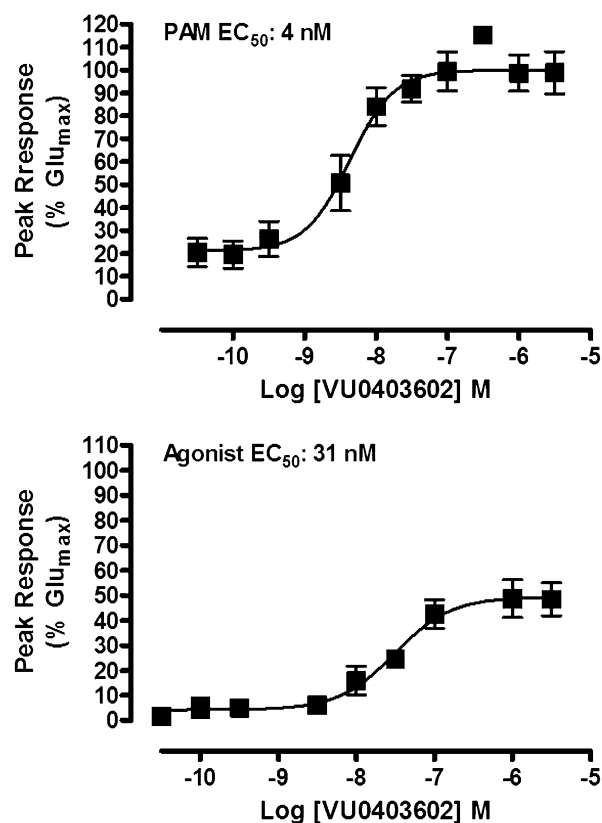 PAM EC50: 4 nM
Peak Rresponse
(% Glumax)
120
110
100
90
80
70
60
50
40
30
20
10
0
-10 -9 -8 -7 -6 -5
Log [VU0403602] M
Agonist EC50: 31 nM
Peak Response
(% Glumax)
110
100
90
80
70
60
50
40
30
20
10
0
-10 -9 -8 -7 -6 -5
Log [VU0403602] M